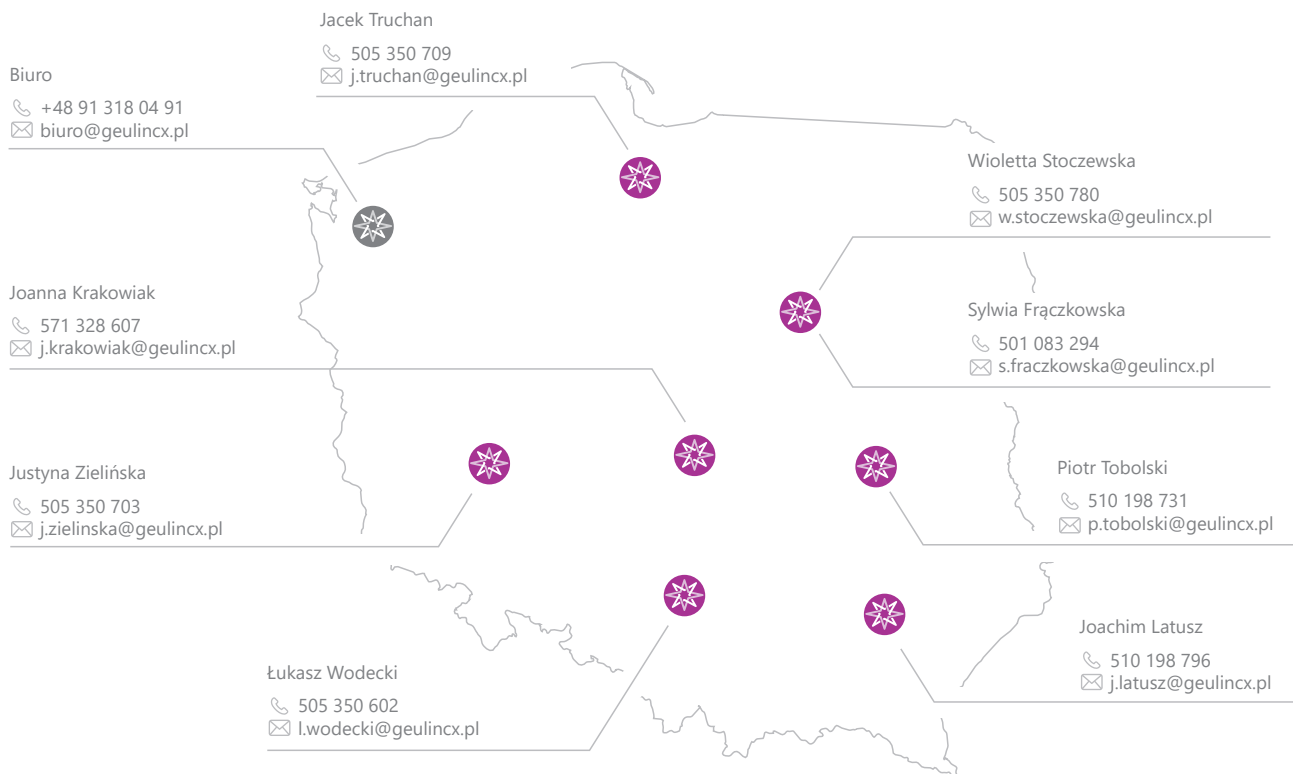 Jacek Truchan
505 350 709
j.truchan@geulincx.pl
Biuro
+48 91 318 04 91
biuro@geulincx.pl
Wioletta Stoczewska
505 350 780
w.stoczewska@geulincx.pl
Joanna Krakowiak
571 328 607
j.krakowiak@geulincx.pl
Sylwia Frączkowska
501 083 294
s.fraczkowska@geulincx.pl
Justyna Zielińska
505 350 703
j.zielinska@geulincx.pl
Piotr Tobolski
510 198 731
p.tobolski@geulincx.pl
Joachim Latusz
510 198 796
j.latusz@geulincx.pl
Łukasz Wodecki
505 350 602
l.wodecki@geulincx.pl